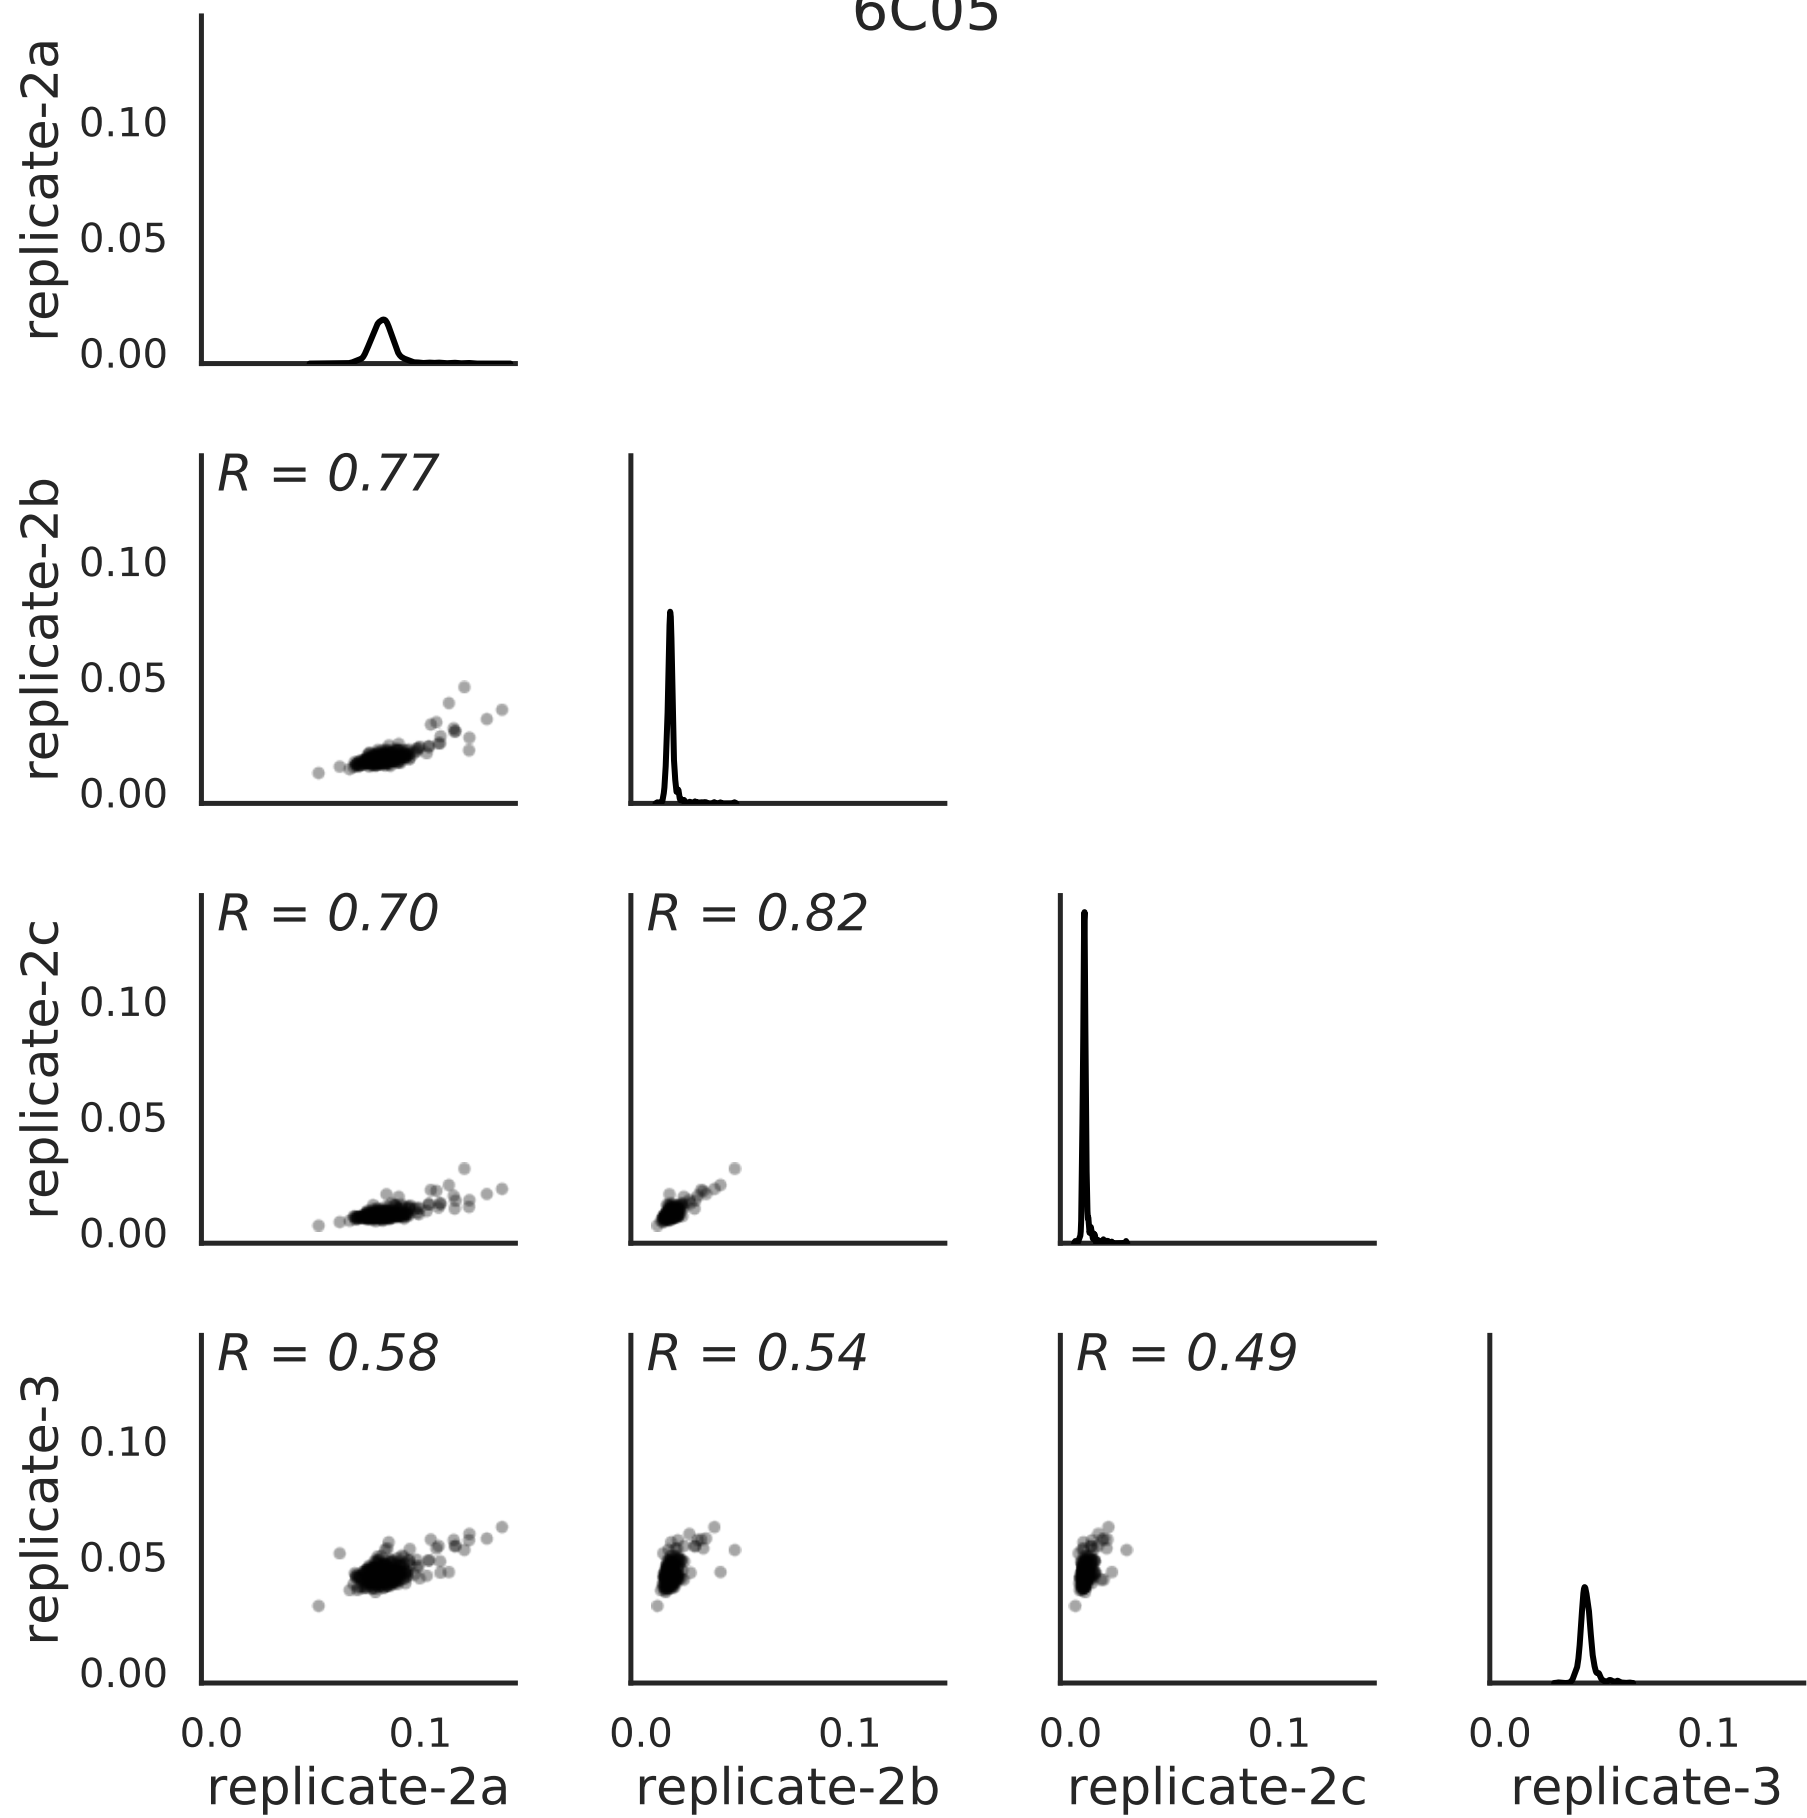 6C05
replicate-2a
0.10
0.05
0.00
replicate-2b
0.10
0.05
0.00
R = 0.77
replicate-2c
0.10
0.05
0.00
R = 0.70
R = 0.82
replicate-3
0.10
0.05
0.00
R = 0.58
R = 0.54
R = 0.49
0.0 0.1
0.0 0.1
0.0 0.1
0.0 0.1
replicate-2a
replicate-2b
replicate-2c
replicate-3